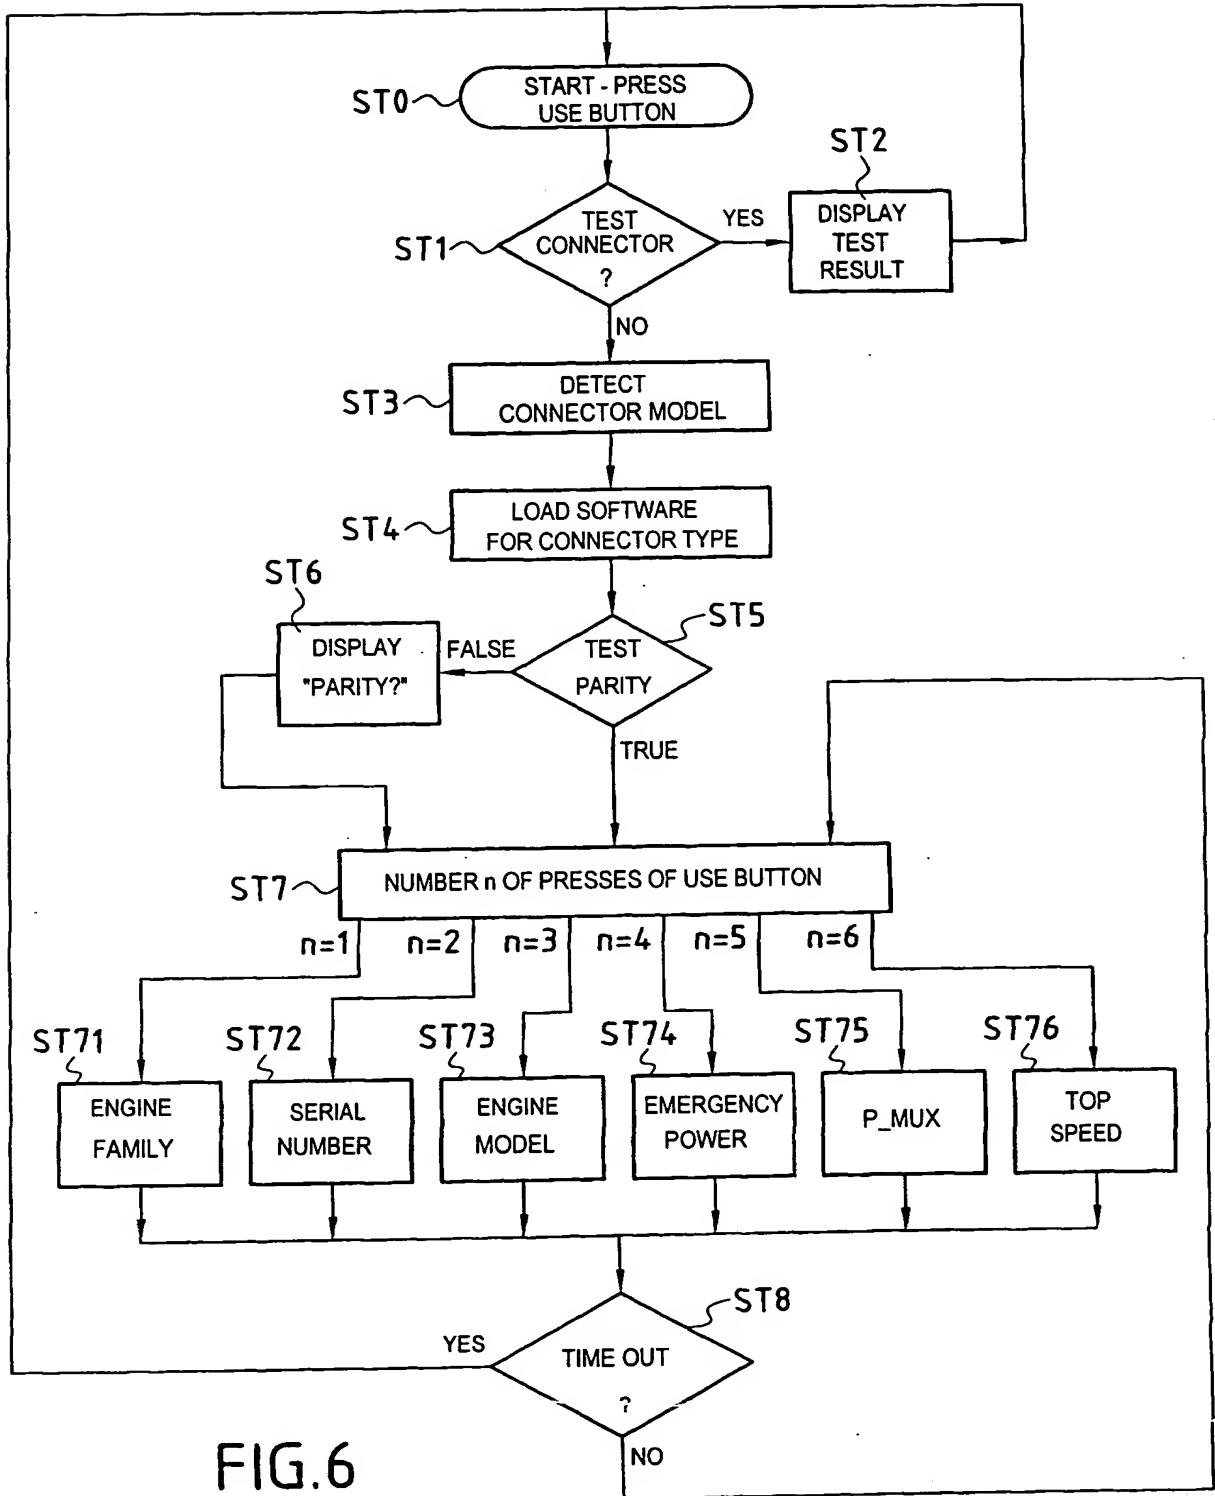 START - PRESS
USE BUTTON
ST0
ST2
TEST
CONNECTOR
?
ST1
YES
DISPLAY
TEST
RESULT
NO
ST3
DETECT
CONNECTOR MODEL
ST4
LOAD SOFTWARE
FOR CONNECTOR TYPE
ST6
ST5
DISPLAY
"PARITY?"
FALSE
TEST
PARITY
TRUE
ST7
NUMBER n OF PRESSES OF USE BUTTON
n=1
n=2
n=3
n=4
n=5
n=6
ST71
ST72
ST73
ST74
ST75
ST76
ENGINE
FAMILY
SERIAL
NUMBER
ENGINE
MODEL
EMERGENCY
POWER
P_MUX
TOP
SPEED
ST8
YES
TIME OUT
?
NO
FIG.6